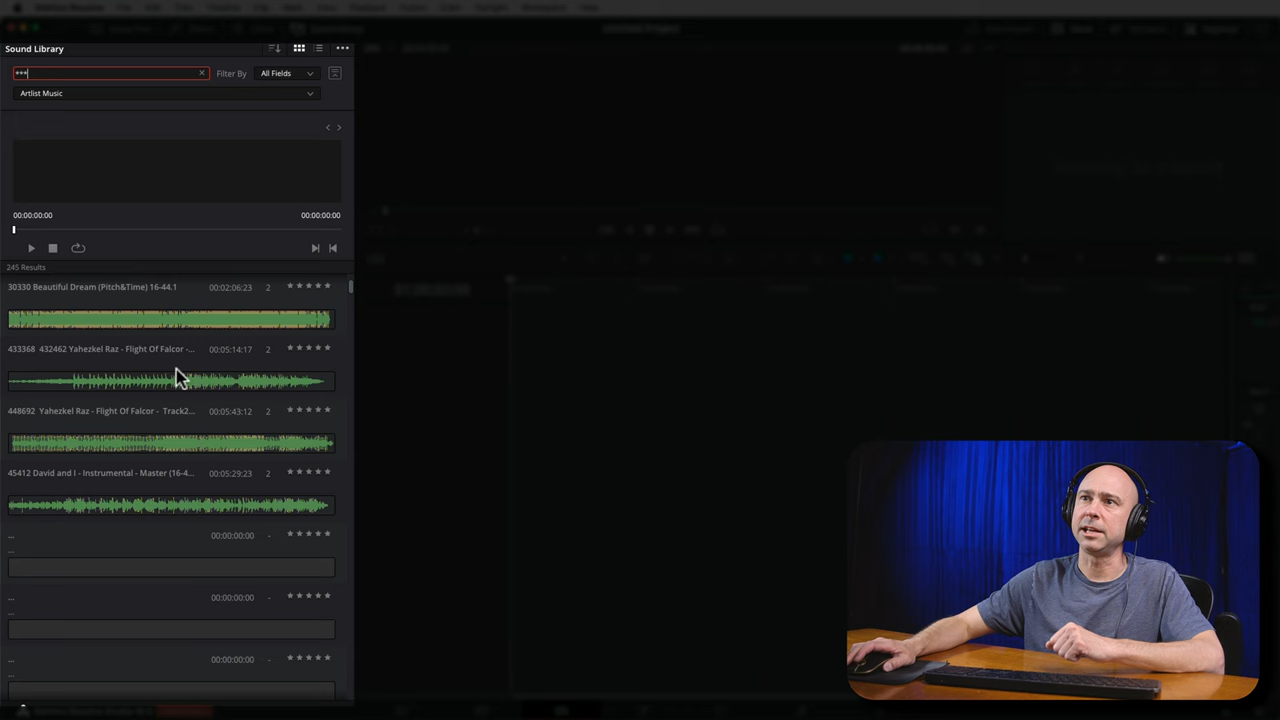 Sound Library
***
Filter By
All Fields
Artlist Music
00:00:00:00
00:00:00:00
245 Results
30330 Beautiful Dream (Pitch&Time) 16-44.1 00:02:06:23 2
433368 432462 Yahezkel Raz - Flight Of Falcor -... 00:05:14:17 2
448692 Yahezkel Raz - Flight Of Falcor - Track2... 00:05:43:12 2
45412 David and I - Instrumental - Master (16-4... 00:05:29:23 2
... 00:00:00:00 -
...
... 00:00:00:00 -
...
... 00:00:00:00 -
...